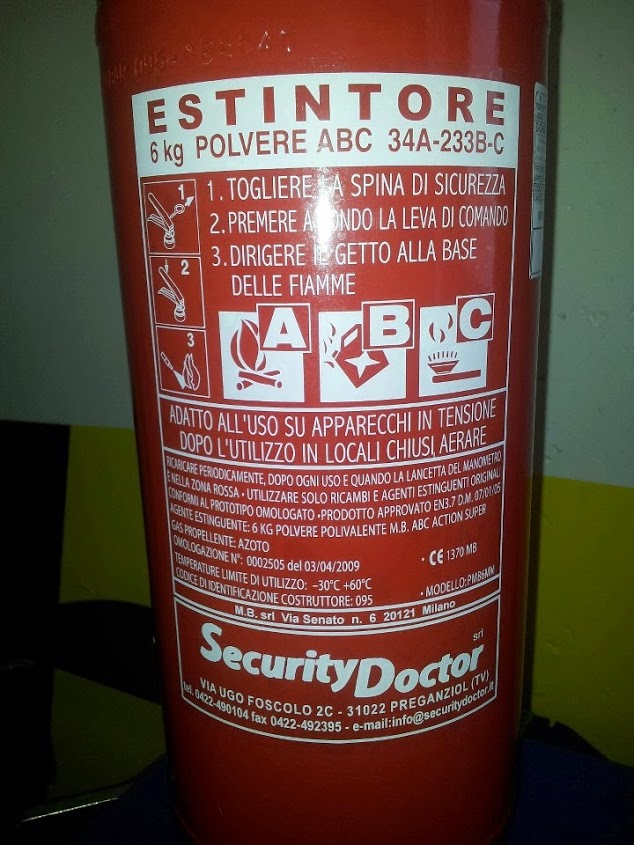 ESTINTORE
6 kg POLVERE ABC 34A-233B-C
1
1. TOGLIERE LA SPINA DI SICUREZZA
2. PREMERE A FONDO LA LEVA DI COMANDO
2
3. DIRIGERE IL GETTO ALLA BASE
DELLE FIAMME
3
A B C
ADATTO ALL'USO SU APPARECCHI IN TENSIONE
DOPO L'UTILIZZO IN LOCALI CHIUSI, AERARE
RICARICARE PERIODICAMENTE, DOPO OGNI USO E QUANDO LA LANCETTA DEL MANOMETRO
È NELLA ZONA ROSSA • UTILIZZARE SOLO RICAMBI E AGENTI ESTINGUENTI ORIGINALI
CONFORMI AL PROTOTIPO OMOLOGATO • PRODOTTO APPROVATO EN3.7 D.M. 07/01/05
AGENTE ESTINGUENTE: 6 KG POLVERE POLIVALENTE M.B. ABC ACTION SUPER
GAS PROPELLENTE: AZOTO
OMOLOGAZIONE N°: 0002505 del 03/04/2009 • CE 1370 MB
TEMPERATURE LIMITE DI UTILIZZO: –30°C +60°C
CODICE DI IDENTIFICAZIONE COSTRUTTORE: 095 • MODELLO: PMB6MM
M.B. srl Via Senato n. 6 20121 Milano
Security Doctor srl
VIA UGO FOSCOLO 2C - 31022 PREGANZIOL (TV)
tel. 0422-490104 fax 0422-492395 - e-mail:info@securitydoctor.it